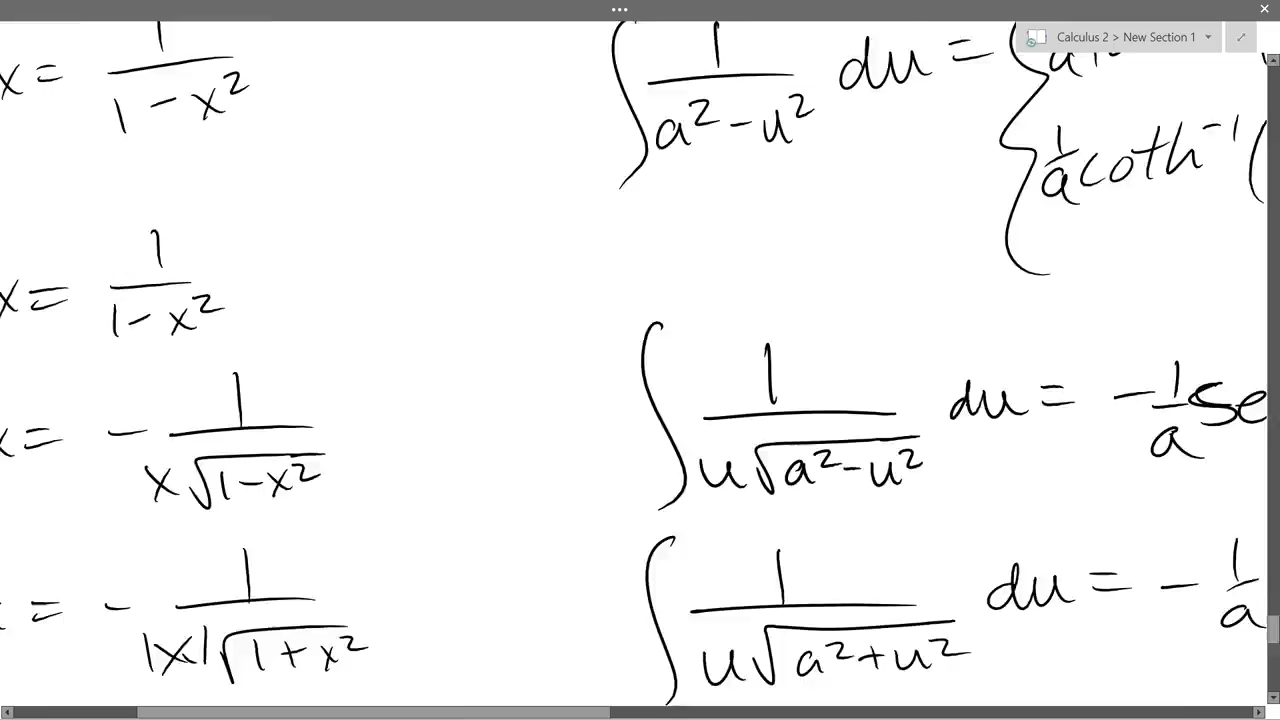 Calculus 2 > New Section 1
x = 1/(1 - x²)
∫ 1/(a² - u²) du = {
1/a coth⁻¹(
x = 1/(1 - x²)
x = - 1/(x√(1 - x²))
∫ 1/(u√(a² - u²)) du = - 1/a se
= - 1/(|x|√(1 + x²))
∫ 1/(u√(a² + u²)) du = - 1/a